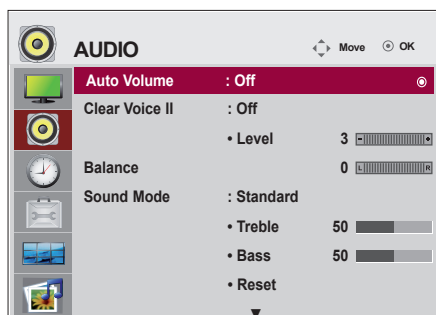 AUDIO Move OK
Auto Volume : Off
Clear Voice II : Off
• Level 3 - +
Balance 0 L R
Sound Mode : Standard
• Treble 50
• Bass 50
• Reset